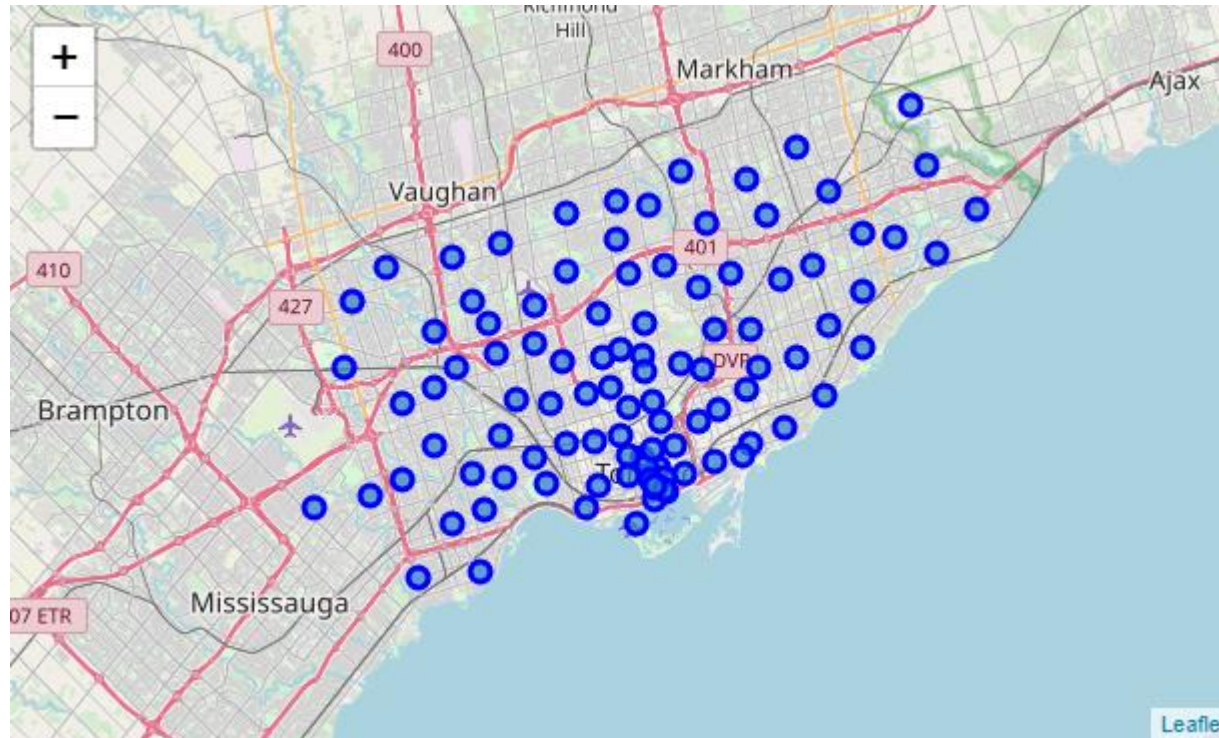 Richmond
Hill
+
−
400
Markham
Ajax
Vaughan
401
410
427
DVP
Brampton
To
Mississauga
07 ETR
Leafle